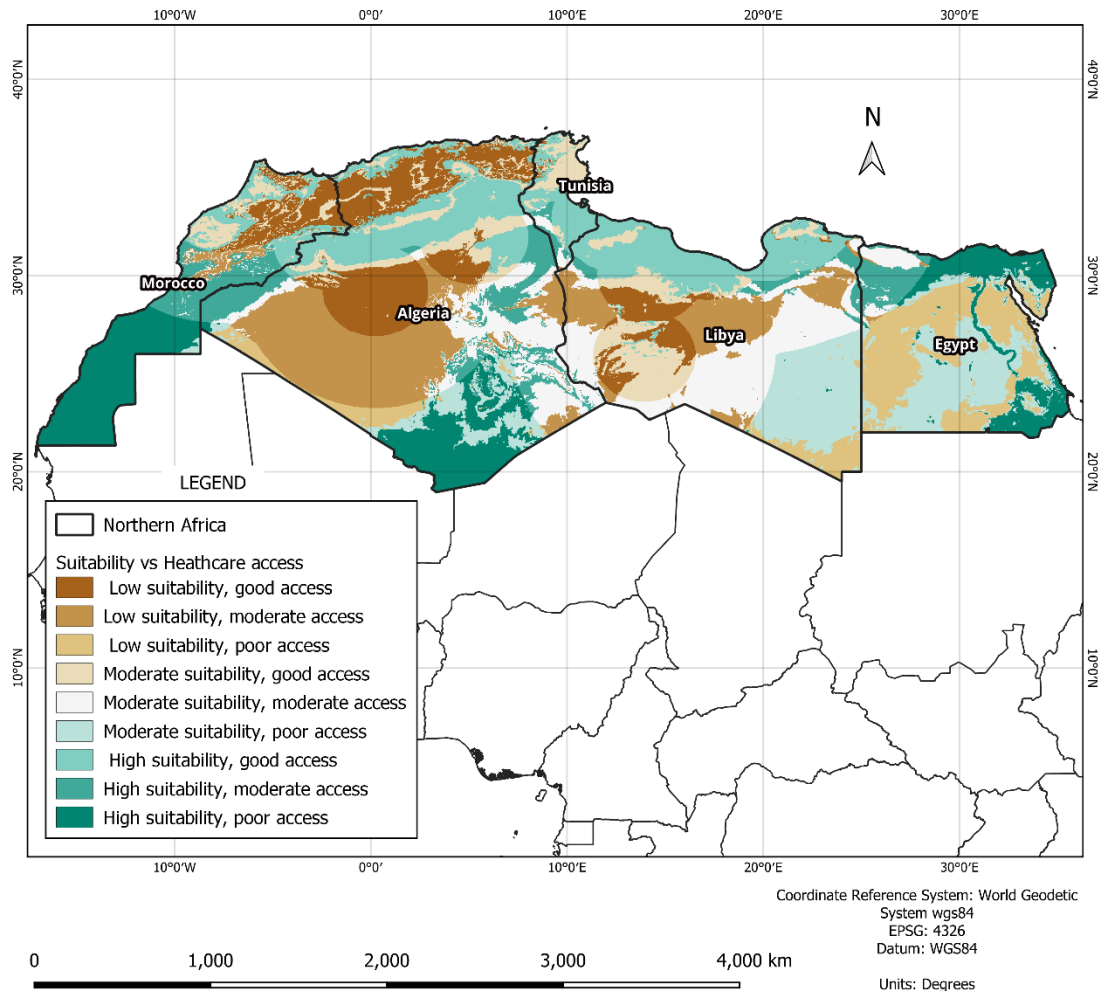 10°0'W 0°0' 10°0'E 20°0'E 30°0'E
40°0'N 40°0'N
N
Tunisia
Morocco
30°0'N 30°0'N
Algeria
Libya
Egypt
20°0'N 20°0'N
LEGEND
Northern Africa
Suitability vs Heathcare access
Low suitability, good access
Low suitability, moderate access
Low suitability, poor access
Moderate suitability, good access
Moderate suitability, moderate access
Moderate suitability, poor access
High suitability, good access
High suitability, moderate access
High suitability, poor access
10°0'N 10°0'N
10°0'W 0°0' 10°0'E 20°0'E 30°0'E
Coordinate Reference System: World Geodetic
System wgs84
EPSG: 4326
Datum: WGS84
Units: Degrees
0 1,000 2,000 3,000 4,000 km